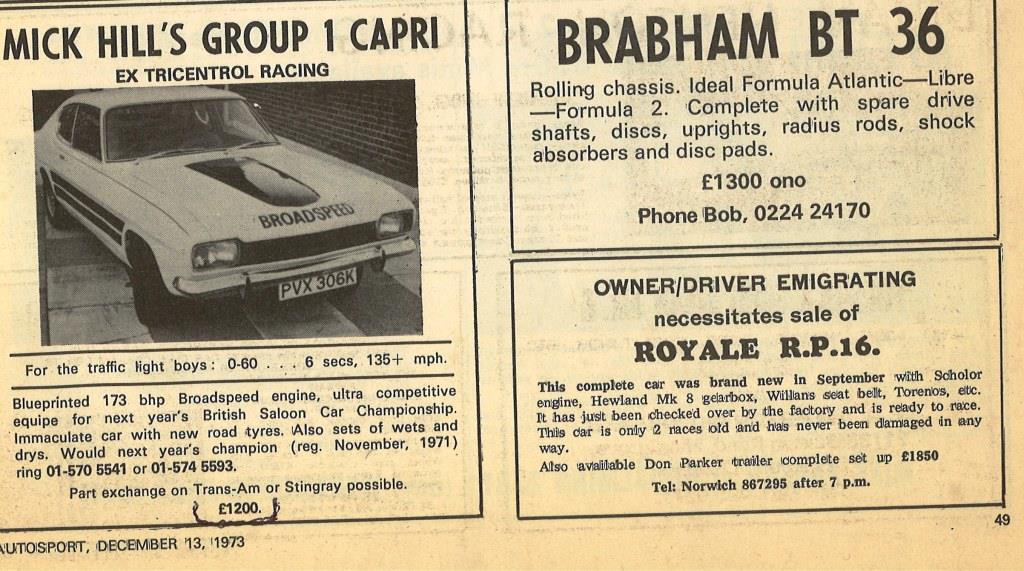 MICK HILL'S GROUP 1 CAPRI
EX TRICENTROL RACING
BROADSPEED
PVX 306K
For the traffic light boys: 0-60 .... 6 secs, 135+ mph.
Blueprinted 173 bhp Broadspeed engine, ultra competitive
equipe for next year's British Saloon Car Championship.
Immaculate car with new road tyres. Also sets of wets and
drys. Would next year's champion (reg. November, 1971)
ring 01-570 5541 or 01-574 5593.
Part exchange on Trans-Am or Stingray possible.
£1200.
AUTOSPORT, DECEMBER 13, 1973
BRABHAM BT 36
Rolling chassis. Ideal Formula Atlantic—Libre
—Formula 2. Complete with spare drive
shafts, discs, uprights, radius rods, shock
absorbers and disc pads.
£1300 ono
Phone Bob, 0224 24170
OWNER/DRIVER EMIGRATING
necessitates sale of
ROYALE R.P.16.
This complete car was brand new in September with Scholor
engine, Hewland Mk 8 gearbox, Willans seat belt, Torenos, etc.
It has just been checked over by the factory and is ready to race.
This car is only 2 races old and has never been damaged in any
way.
Also available Don Parker trailer complete set up £1850
Tel: Norwich 867295 after 7 p.m.
49